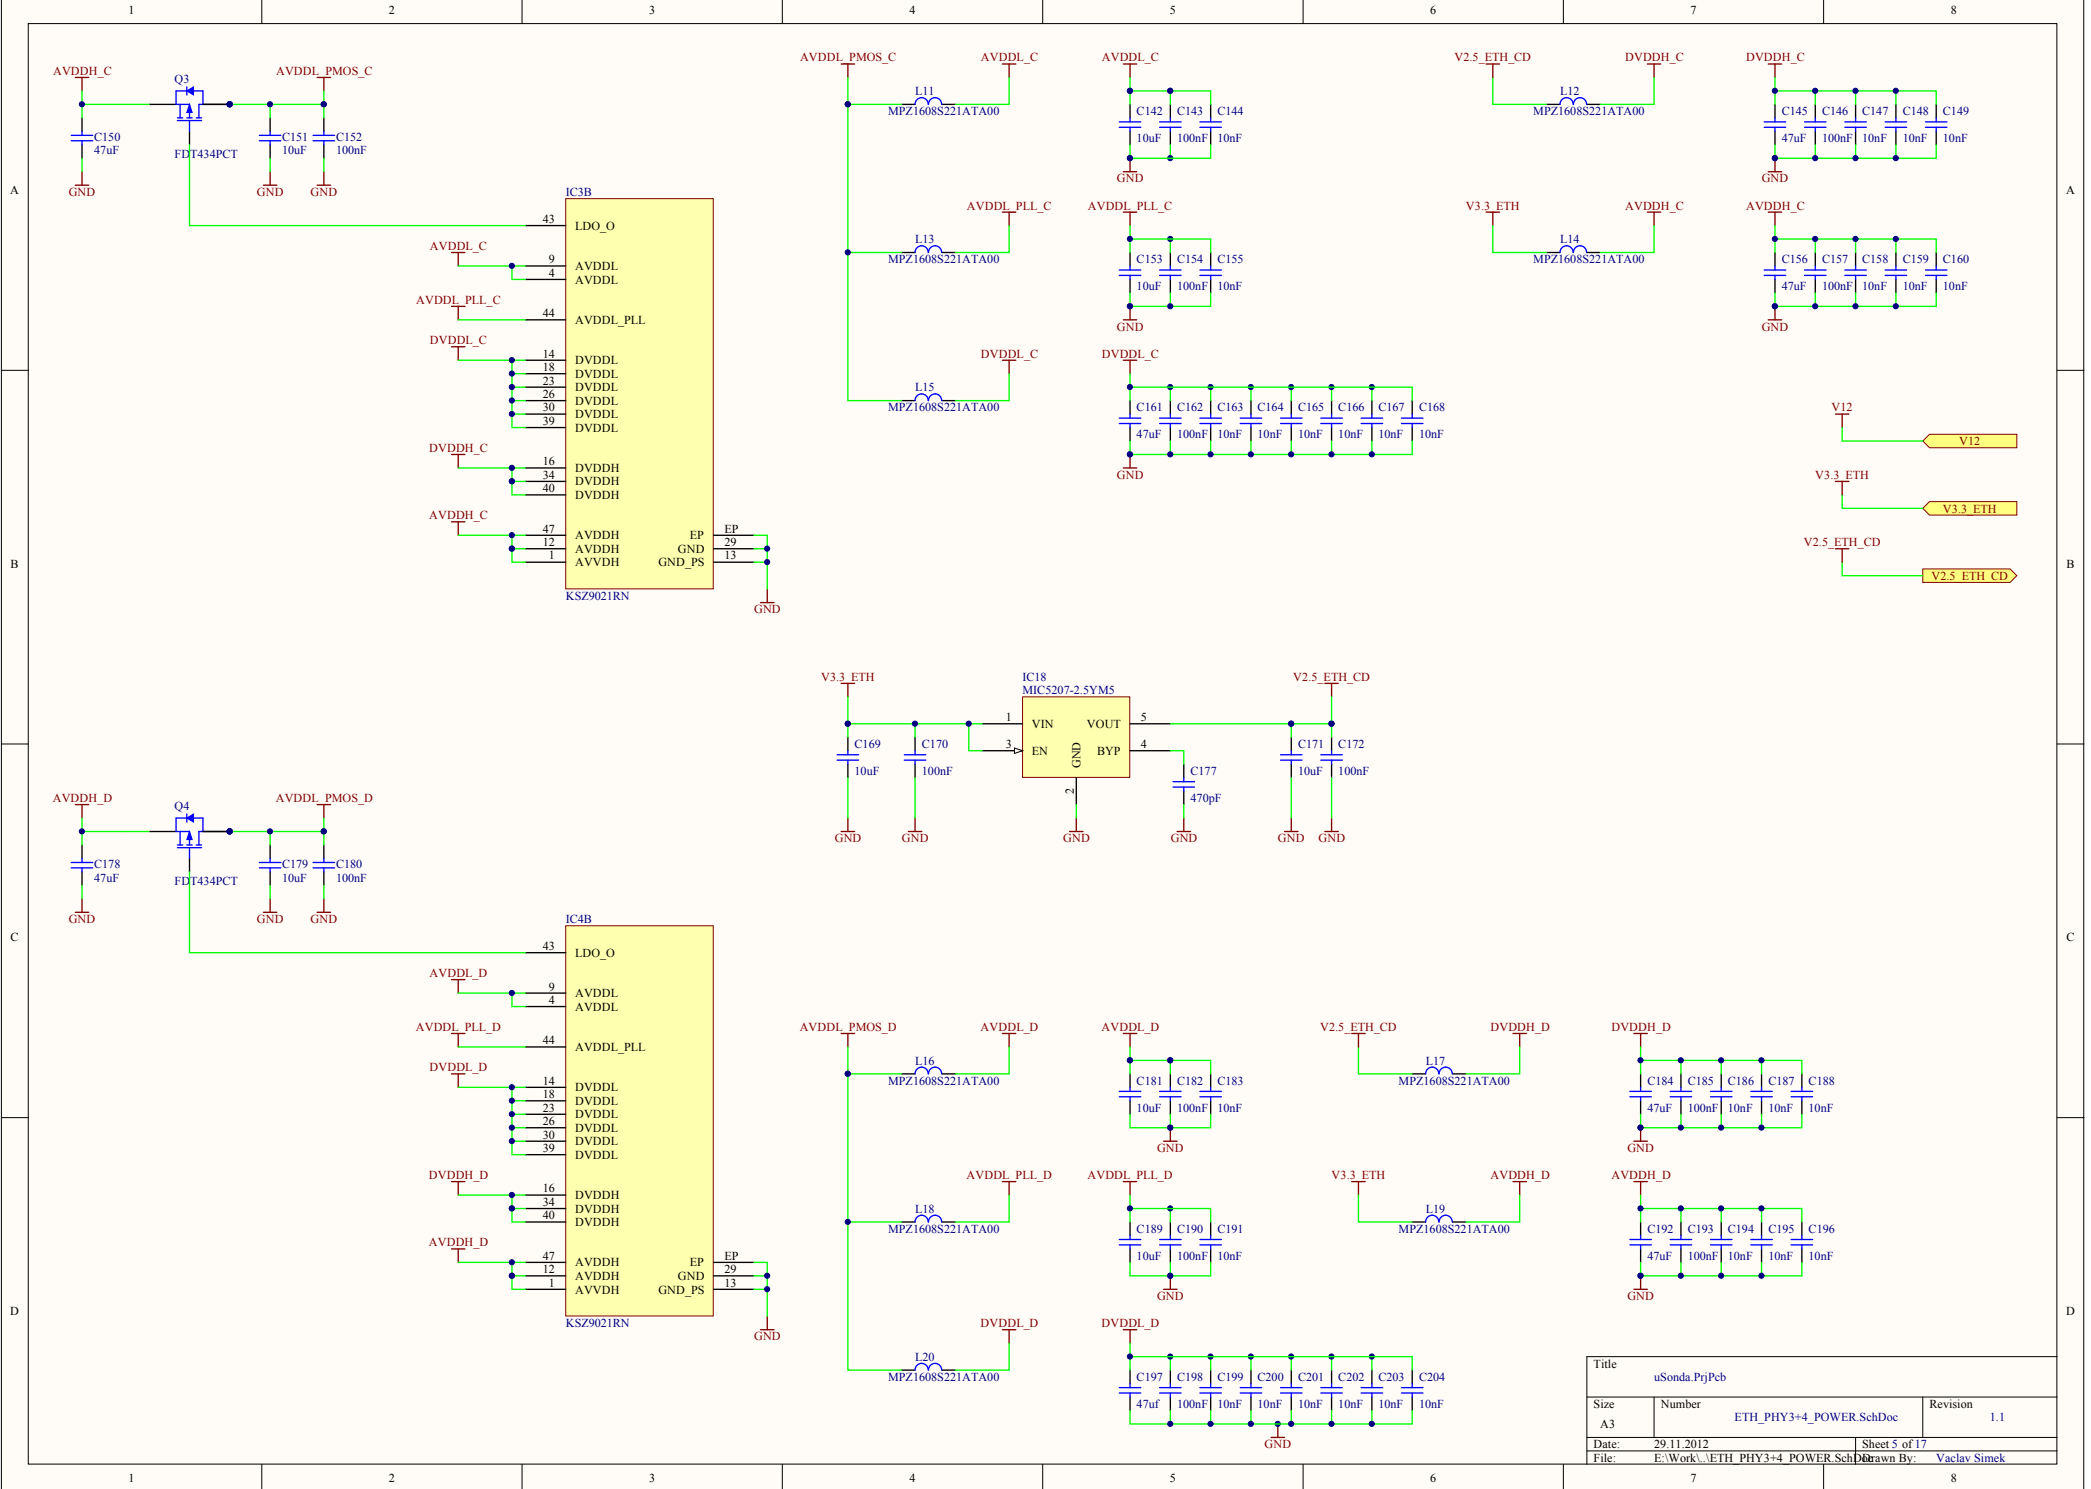 1 2 3 4 5 6 7 8
A A
B B
C C
D D
AVDDH_C
Q3
AVDDL_PMOS_C
C150
47uF
FDT434PCT
C151
10uF
C152
100nF
GND
GND
GND
IC3B
43 LDO_O
AVDDL_C
9 AVDDL
4 AVDDL
AVDDL_PLL_C
44 AVDDL_PLL
DVDDL_C
14 DVDDL
18 DVDDL
23 DVDDL
26 DVDDL
30 DVDDL
39 DVDDL
DVDDH_C
16 DVDDH
34 DVDDH
40 DVDDH
AVDDH_C
47 AVDDH EP EP
12 AVDDH GND 29
1 AVVDH GND_PS 13
KSZ9021RN
GND
AVDDL_PMOS_C AVDDL_C
L11
MPZ1608S221ATA00
AVDDL_PLL_C
L13
MPZ1608S221ATA00
DVDDL_C
L15
MPZ1608S221ATA00
AVDDL_C
C142 C143 C144
10uF 100nF 10nF
GND
AVDDL_PLL_C
C153 C154 C155
10uF 100nF 10nF
GND
DVDDL_C
C161 C162 C163 C164 C165 C166 C167 C168
47uF 100nF 10nF 10nF 10nF 10nF 10nF 10nF
GND
V2.5_ETH_CD DVDDH_C
L12
MPZ1608S221ATA00
V3.3_ETH AVDDH_C
L14
MPZ1608S221ATA00
DVDDH_C
C145 C146 C147 C148 C149
47uF 100nF 10nF 10nF 10nF
GND
AVDDH_C
C156 C157 C158 C159 C160
47uF 100nF 10nF 10nF 10nF
GND
V12
V12
V3.3_ETH
V3.3_ETH
V2.5_ETH_CD
V2.5_ETH_CD
V3.3_ETH
IC18
MIC5207-2.5YM5
V2.5_ETH_CD
1 VIN VOUT 5
3 EN GND BYP 4
2
C169
10uF
C170
100nF
C177
470pF
C171
10uF
C172
100nF
GND GND GND GND GND GND
AVDDH_D
Q4
AVDDL_PMOS_D
C178
47uF
FDT434PCT
C179
10uF
C180
100nF
GND
GND
GND
IC4B
43 LDO_O
AVDDL_D
9 AVDDL
4 AVDDL
AVDDL_PLL_D
44 AVDDL_PLL
DVDDL_D
14 DVDDL
18 DVDDL
23 DVDDL
26 DVDDL
30 DVDDL
39 DVDDL
DVDDH_D
16 DVDDH
34 DVDDH
40 DVDDH
AVDDH_D
47 AVDDH EP EP
12 AVDDH GND 29
1 AVVDH GND_PS 13
KSZ9021RN
GND
AVDDL_PMOS_D AVDDL_D
L16
MPZ1608S221ATA00
AVDDL_PLL_D
L18
MPZ1608S221ATA00
DVDDL_D
L20
MPZ1608S221ATA00
AVDDL_D
C181 C182 C183
10uF 100nF 10nF
GND
AVDDL_PLL_D
C189 C190 C191
10uF 100nF 10nF
GND
DVDDL_D
C197 C198 C199 C200 C201 C202 C203 C204
47uf 100nF 10nF 10nF 10nF 10nF 10nF 10nF
GND
V2.5_ETH_CD DVDDH_D
L17
MPZ1608S221ATA00
V3.3_ETH AVDDH_D
L19
MPZ1608S221ATA00
DVDDH_D
C184 C185 C186 C187 C188
47uF 100nF 10nF 10nF 10nF
GND
AVDDH_D
C192 C193 C194 C195 C196
47uF 100nF 10nF 10nF 10nF
GND
Title
uSonda.PrjPcb
Size Number Revision
A3 ETH_PHY3+4_POWER.SchDoc 1.1
Date: 29.11.2012 Sheet 5 of 17
File: E:\Work\..\ETH_PHY3+4_POWER.SchDoc Drawn By: Vaclav Simek
1 2 3 4 5 6 7 8